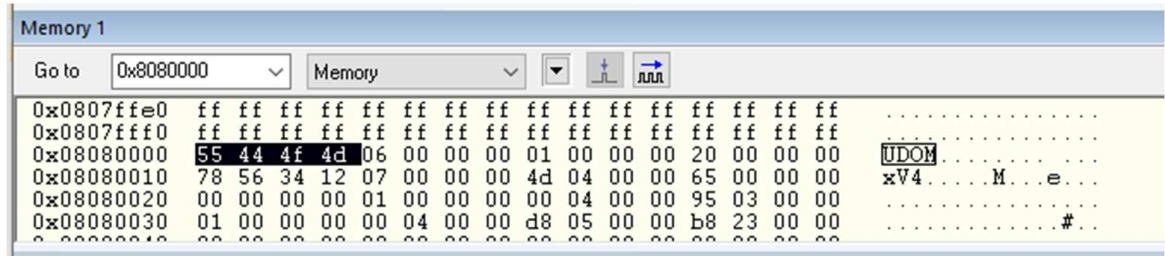 Memory 1
Go to 0x8080000 Memory
0x0807ffe0 ff ff ff ff ff ff ff ff ff ff ff ff ff ff ff ff ................
0x0807fff0 ff ff ff ff ff ff ff ff ff ff ff ff ff ff ff ff ................
0x08080000 55 44 4f 4d 06 00 00 00 01 00 00 00 20 00 00 00 UDOM........ ...
0x08080010 78 56 34 12 07 00 00 00 4d 04 00 00 65 00 00 00 xV4.....M...e...
0x08080020 00 00 00 00 01 00 00 00 00 04 00 00 95 03 00 00 ................
0x08080030 01 00 00 00 00 04 00 00 d8 05 00 00 b8 23 00 00 .............#..